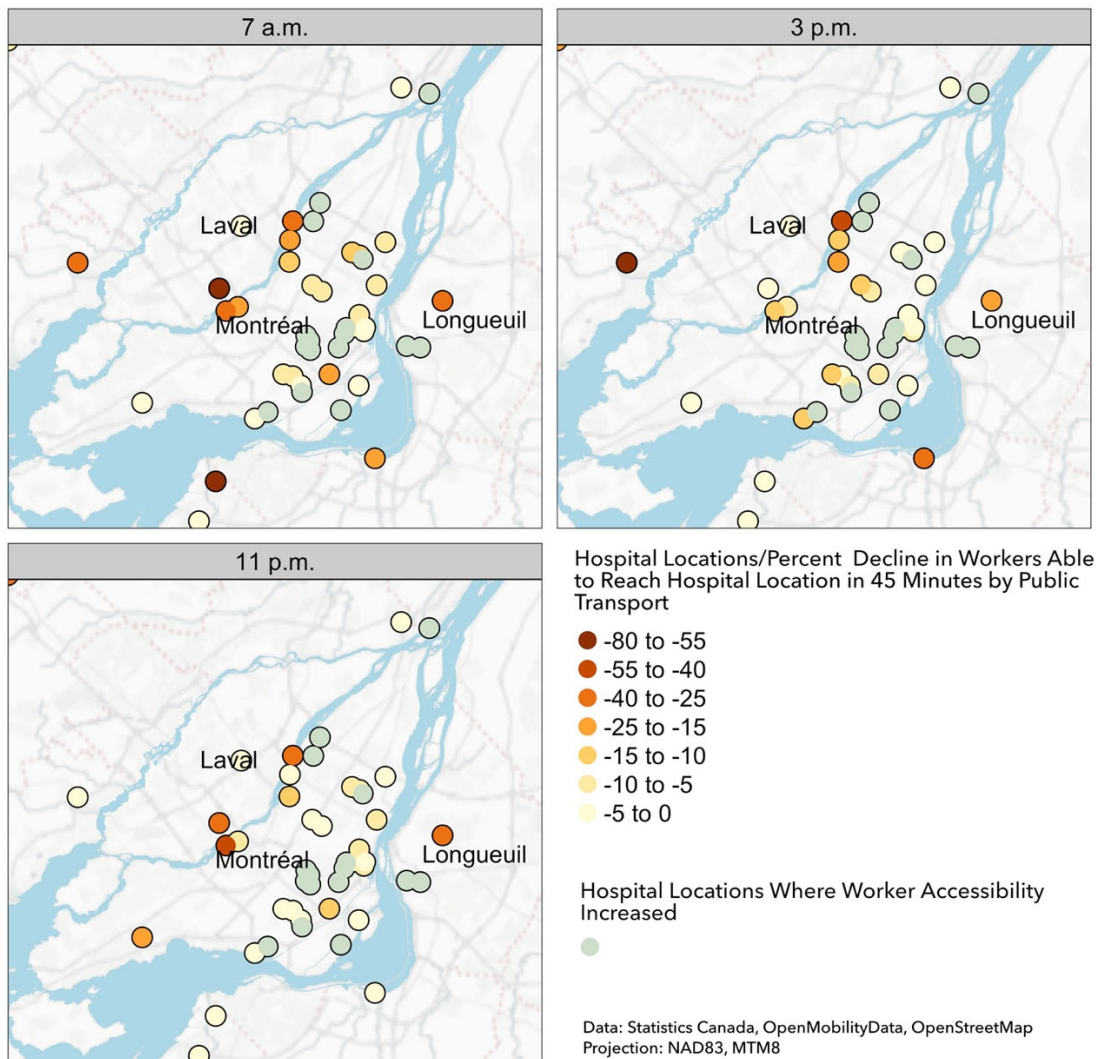 7 a.m.
3 p.m.
Laval
Montréal
Longueuil
Laval
Montréal
Longueuil
11 p.m.
Laval
Montréal
Longueuil
Hospital Locations/Percent Decline in Workers Able
to Reach Hospital Location in 45 Minutes by Public
Transport
-80 to -55
-55 to -40
-40 to -25
-25 to -15
-15 to -10
-10 to -5
-5 to 0
Hospital Locations Where Worker Accessibility
Increased
Data: Statistics Canada, OpenMobilityData, OpenStreetMap
Projection: NAD83, MTM8